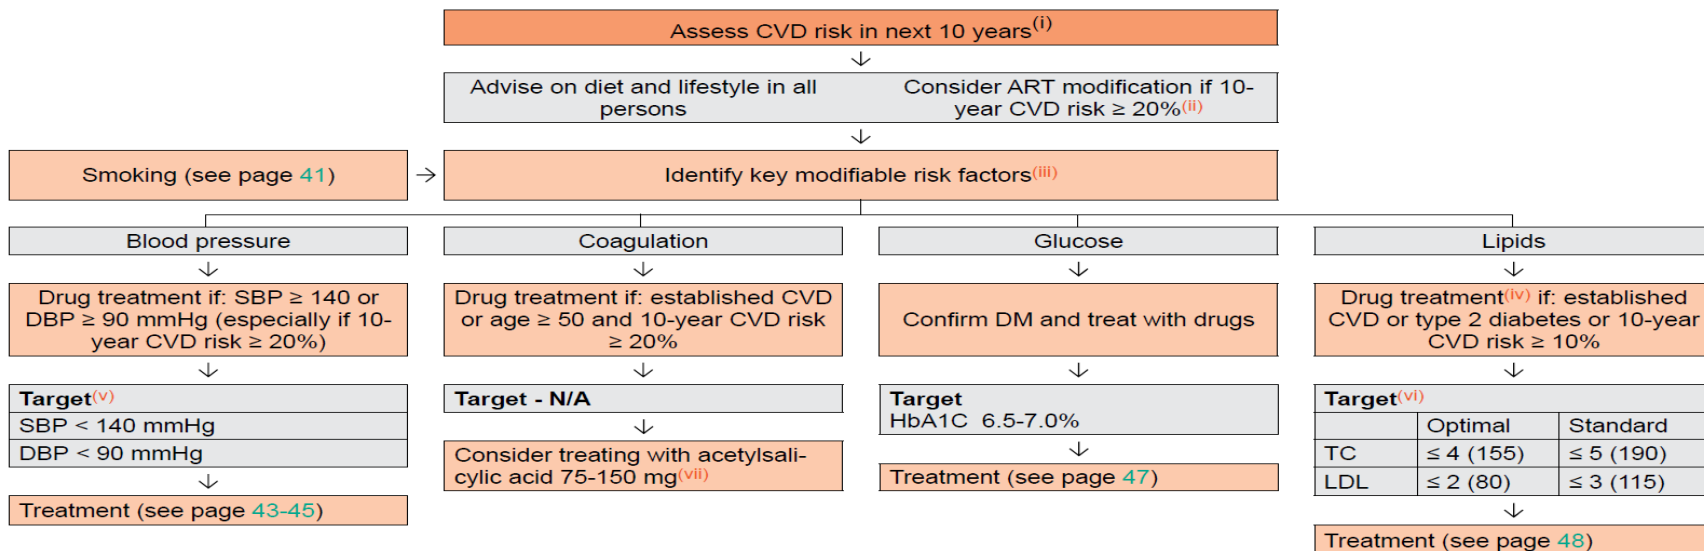 Assess CVD risk in next 10 years(i)
Advise on diet and lifestyle in all
persons
Consider ART modification if 10-
year CVD risk ≥ 20%(ii)
Smoking (see page 41)
Identify key modifiable risk factors(iii)
Blood pressure
Drug treatment if: SBP ≥ 140 or
DBP ≥ 90 mmHg (especially if 10-
year CVD risk ≥ 20%)
Target(v)
SBP < 140 mmHg
DBP < 90 mmHg
Treatment (see page 43-45)
Coagulation
Drug treatment if: established CVD
or age ≥ 50 and 10-year CVD risk
≥ 20%
Target - N/A
Consider treating with acetylsali-
cylic acid 75-150 mg(vii)
Glucose
Confirm DM and treat with drugs
Target
HbA1C 6.5-7.0%
Treatment (see page 47)
Lipids
Drug treatment(iv) if: established
CVD or type 2 diabetes or 10-year
CVD risk ≥ 10%
Target(vi)
Optimal Standard
TC ≤ 4 (155) ≤ 5 (190)
LDL ≤ 2 (80) ≤ 3 (115)
Treatment (see page 48)